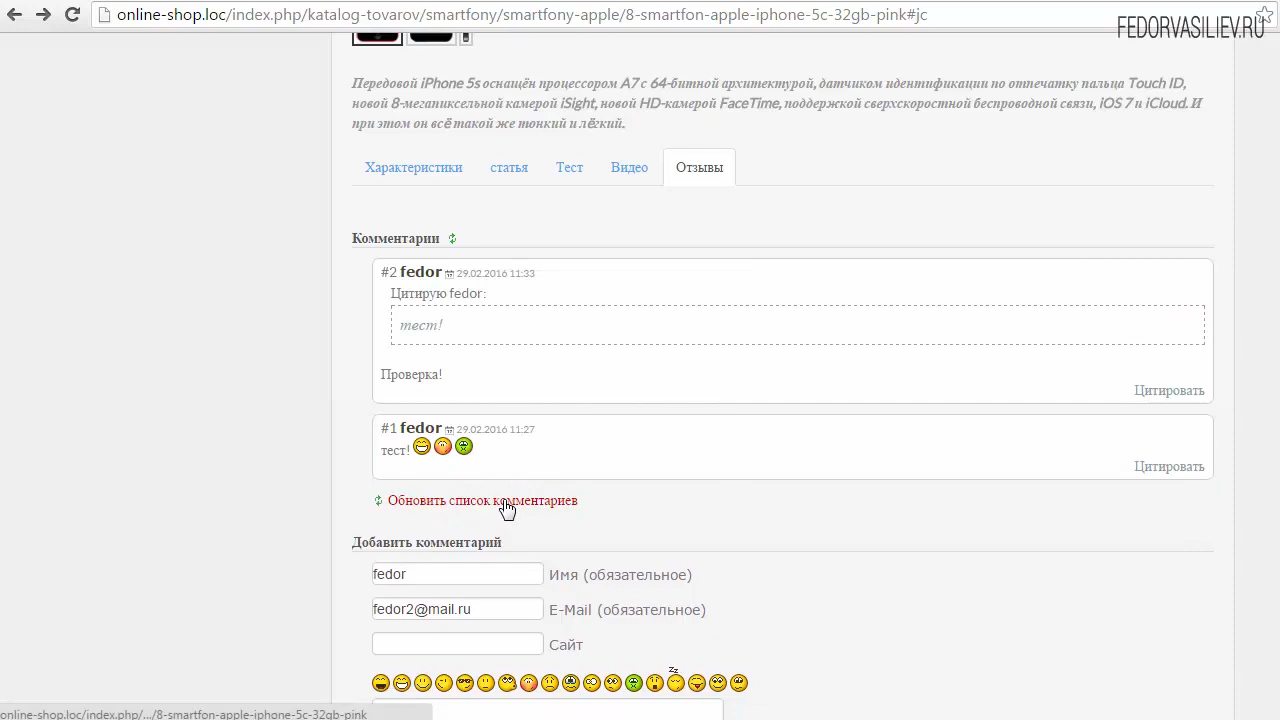 online-shop.loc/index.php/katalog-tovarov/smartfony/smartfony-apple/8-smartfon-apple-iphone-5c-32gb-pink#jc
FEDORVASILIEV.RU
Передовой iPhone 5s оснащён процессором A7 с 64-битной архитектурой, датчиком идентификации по отпечатку пальца Touch ID,
новой 8-мегапиксельной камерой iSight, новой HD-камерой FaceTime, поддержкой сверхскоростной беспроводной связи, iOS 7 и iCloud. И
при этом он всё такой же тонкий и лёгкий.
Характеристики статья Тест Видео Отзывы
Комментарии
#2 fedor 29.02.2016 11:33
Цитирую fedor:
тест!
Проверка!
Цитировать
#1 fedor 29.02.2016 11:27
тест!
Цитировать
Обновить список комментариев
Добавить комментарий
fedor Имя (обязательное)
fedor2@mail.ru E-Mail (обязательное)
Сайт
zz
online-shop.loc/index.php/.../8-smartfon-apple-iphone-5c-32gb-pink